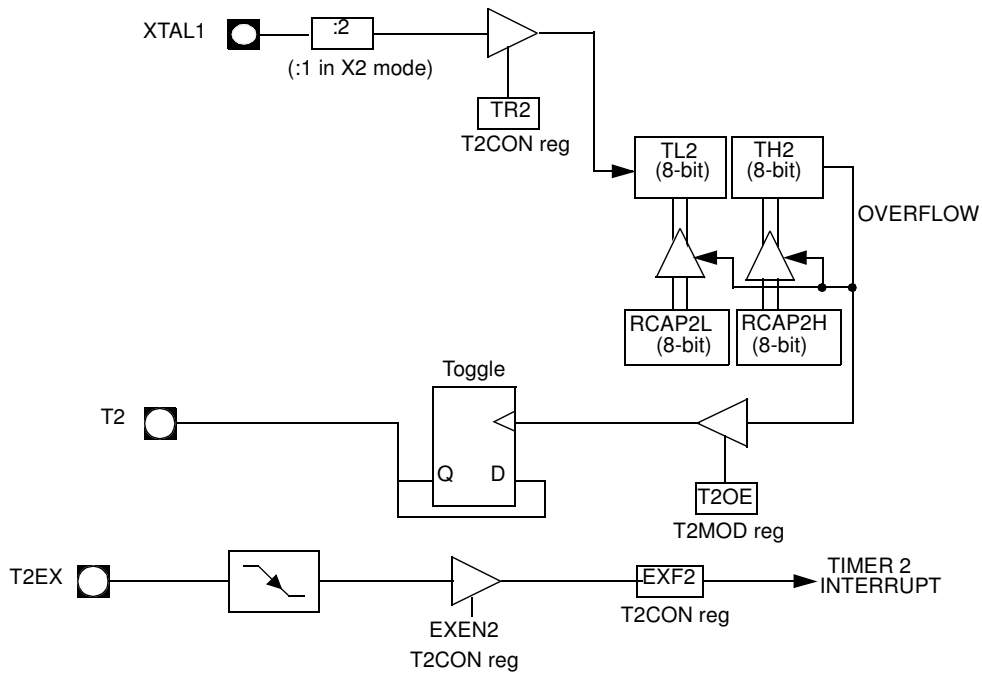 XTAL1
:2
(:1 in X2 mode)
TR2
T2CON reg
TL2
(8-bit)
TH2
(8-bit)
OVERFLOW
RCAP2L
(8-bit)
RCAP2H
(8-bit)
Toggle
T2
Q
D
T2OE
T2MOD reg
T2EX
EXEN2
T2CON reg
EXF2
T2CON reg
TIMER 2
INTERRUPT